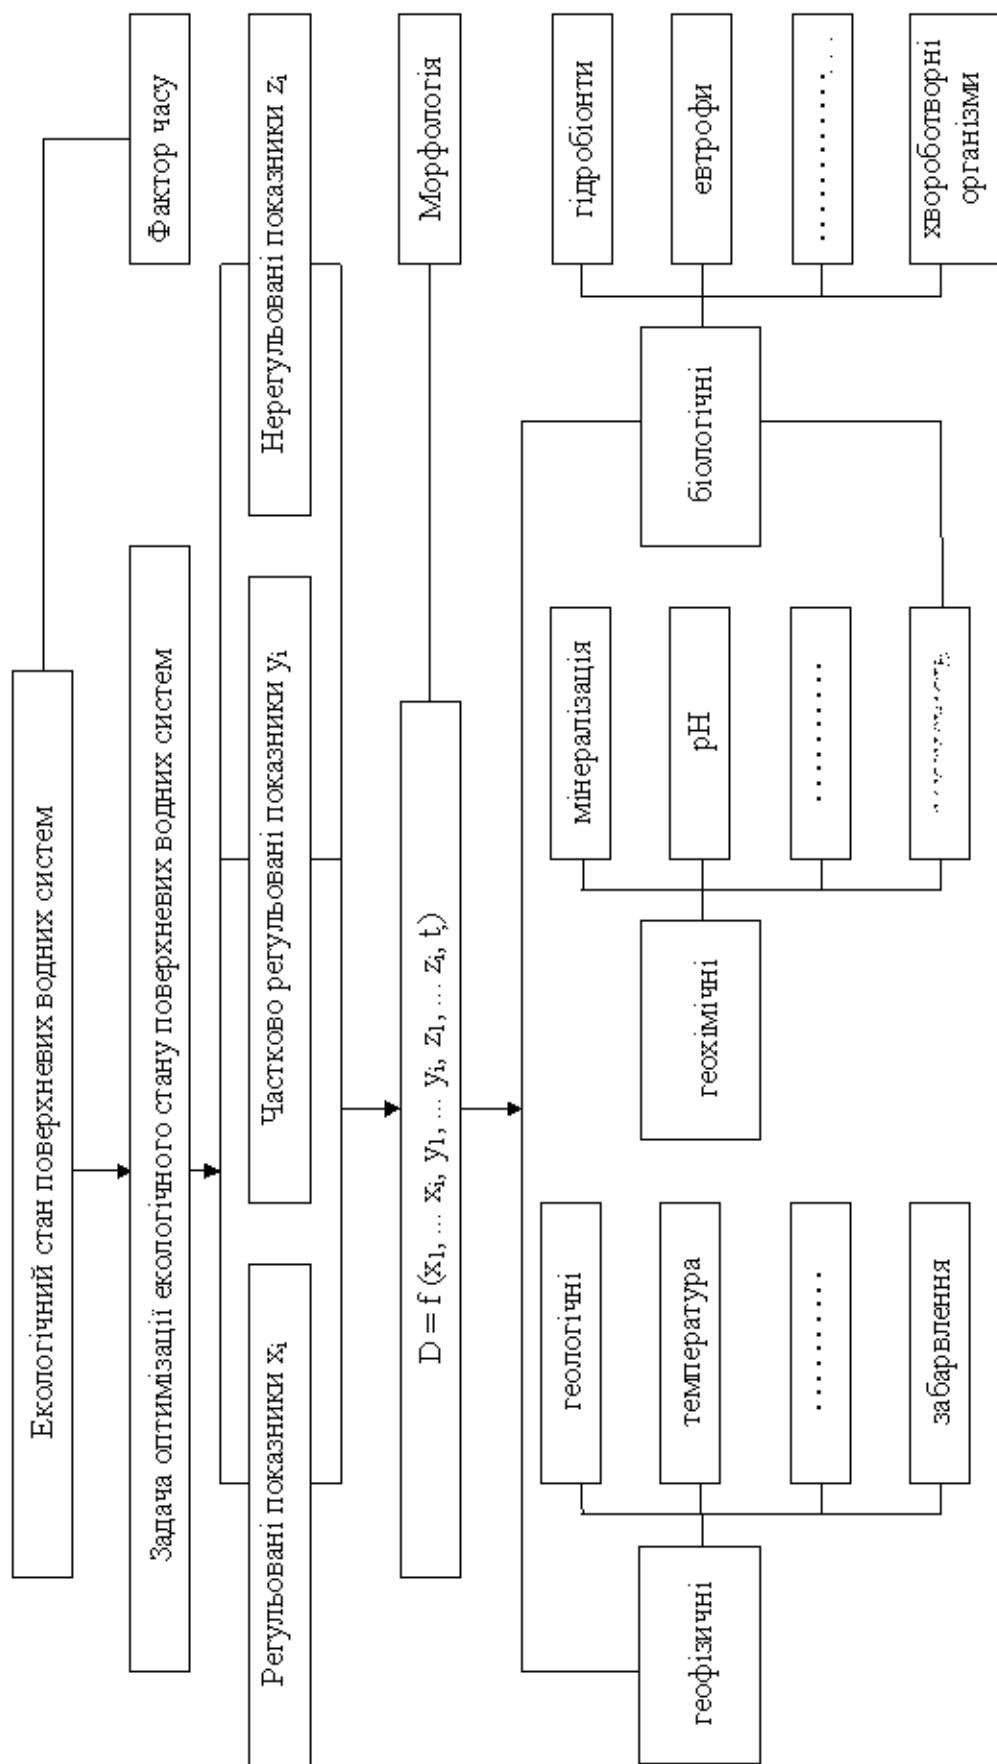 Екологічний стан поверхневих водних систем
Фактор часу
Задача оптимізації екологічного стану поверхневих водних систем
Регульовані показники xᵢ
Частково регульовані показники yᵢ
Нерегульовані показники zᵢ
D = f (x₁, ... xᵢ, y₁, ... yᵢ, z₁, ... zᵢ, t,)
Морфологія
геофізичні
геологічні
температура
.........
забарвлення
геохімічні
мінералізація
pH
.........
біологічні
гідробіонти
евтрофи
............
хвороботворні
організми